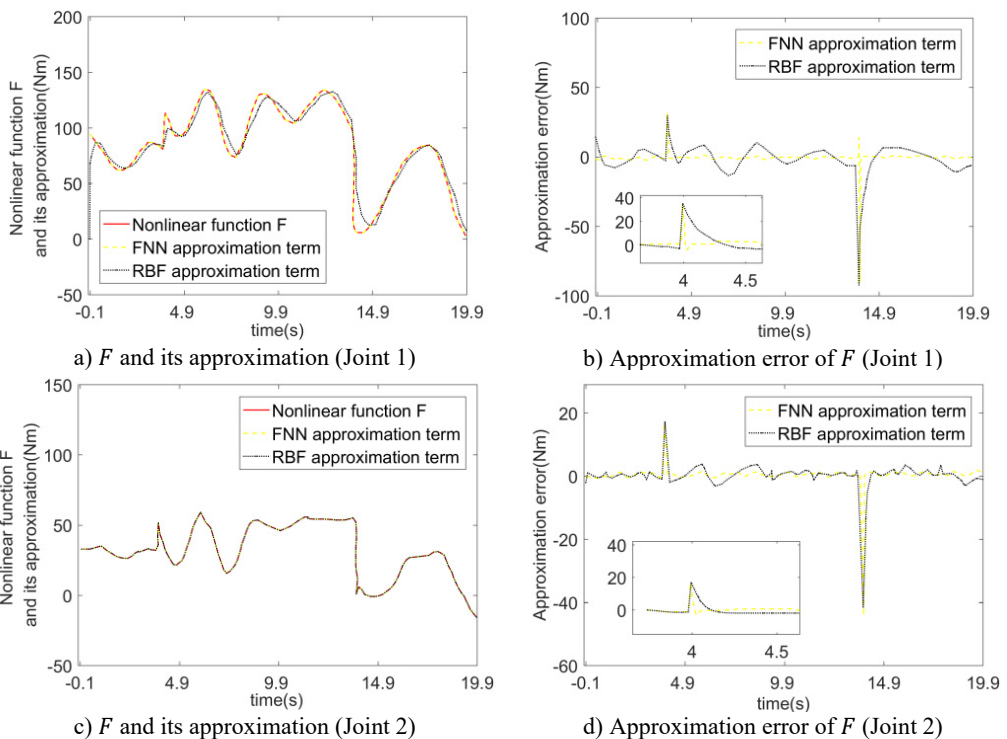 200
150
100
50
0
-50
Nonlinear function F
and its approximation(Nm)
Nonlinear function F
FNN approximation term
RBF approximation term
-0.1 4.9 9.9 14.9 19.9
time(s)
a) F and its approximation (Joint 1)
100
50
0
-50
-100
Approximation error(Nm)
FNN approximation term
RBF approximation term
40
20
0
4 4.5
-0.1 4.9 9.9 14.9 19.9
time(s)
b) Approximation error of F (Joint 1)
150
100
50
0
-50
Nonlinear function F
and its approximation(Nm)
Nonlinear function F
FNN approximation term
RBF approximation term
-0.1 4.9 9.9 14.9 19.9
time(s)
c) F and its approximation (Joint 2)
20
0
-20
-40
-60
Approximation error(Nm)
FNN approximation term
RBF approximation term
40
20
0
4 4.5
-0.1 4.9 9.9 14.9 19.9
time(s)
d) Approximation error of F (Joint 2)